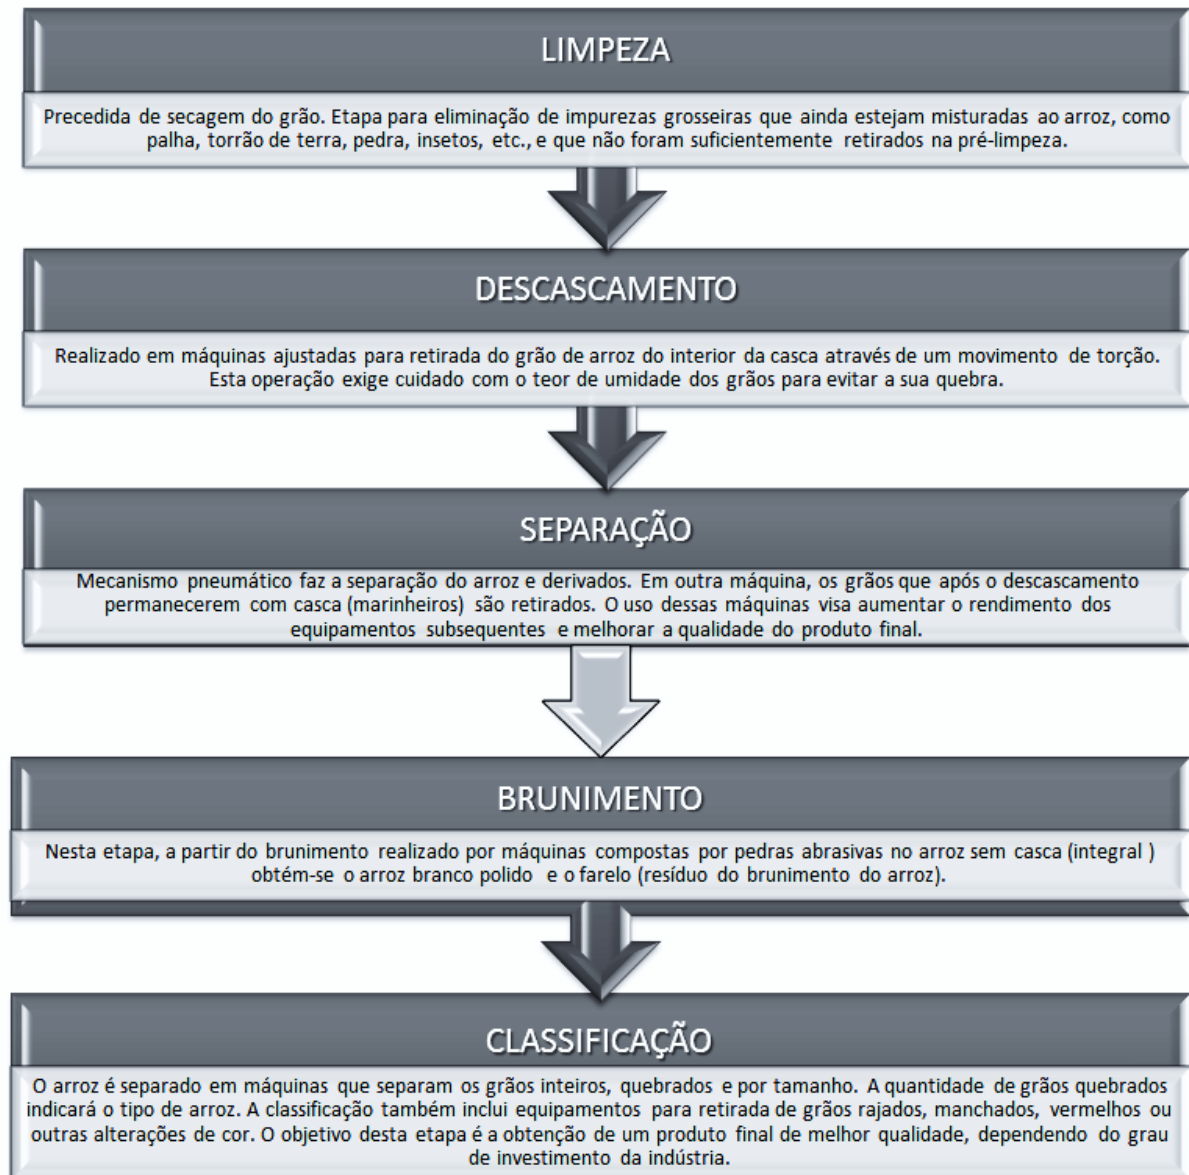 LIMPEZA
Precedida de secagem do grão. Etapa para eliminação de impurezas grosseiras que ainda estejam misturadas ao arroz, como
palha, torrão de terra, pedra, insetos, etc., e que não foram suficientemente retirados na pré-limpeza.
DESCASCAMENTO
Realizado em máquinas ajustadas para retirada do grão de arroz do interior da casca através de um movimento de torção.
Esta operação exige cuidado com o teor de umidade dos grãos para evitar a sua quebra.
SEPARAÇÃO
Mecanismo pneumático faz a separação do arroz e derivados. Em outra máquina, os grãos que após o descascamento
permanecerem com casca (marinheiros) são retirados. O uso dessas máquinas visa aumentar o rendimento dos
equipamentos subsequentes e melhorar a qualidade do produto final.
BRUNIMENTO
Nesta etapa, a partir do brunimento realizado por máquinas compostas por pedras abrasivas no arroz sem casca (integral )
obtém-se o arroz branco polido e o farelo (resíduo do brunimento do arroz).
CLASSIFICAÇÃO
O arroz é separado em máquinas que separam os grãos inteiros, quebrados e por tamanho. A quantidade de grãos quebrados
indicará o tipo de arroz. A classificação também inclui equipamentos para retirada de grãos rajados, manchados, vermelhos ou
outras alterações de cor. O objetivo desta etapa é a obtenção de um produto final de melhor qualidade, dependendo do grau
de investimento da indústria.